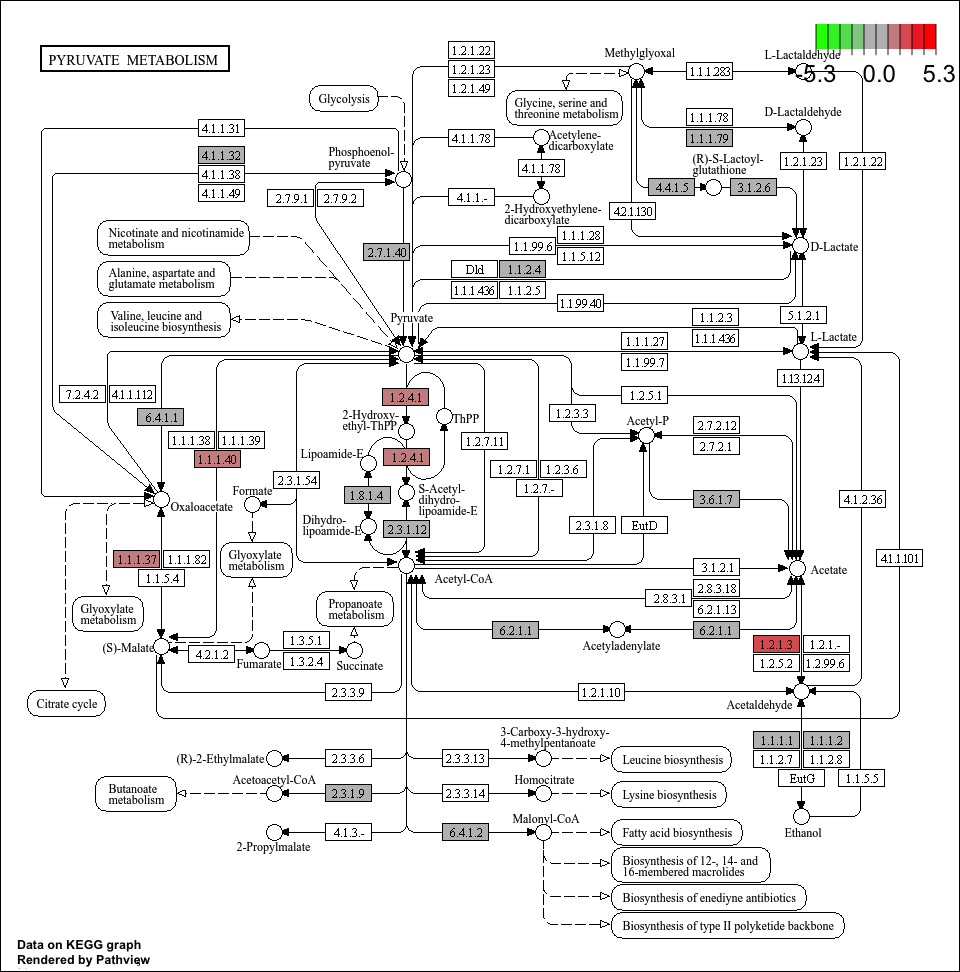 PYRUVATE METABOLISM
-5.3 0.0 5.3
1.2.1.22
1.2.1.23
1.2.1.49
Methylglyoxal
1.1.1.283
L-Lactaldehyde
Glycolysis
Glycine, serine and
threonine metabolism
1.1.1.78
1.1.1.79
D-Lactaldehyde
4.1.1.31
4.1.1.32
4.1.1.38
4.1.1.49
Phosphoenol-
pyruvate
4.1.1.78
Acetylene-
dicarboxylate
4.1.1.78
(R)-S-Lactoyl-
glutathione
1.2.1.23
1.2.1.22
4.4.1.5
3.1.2.6
2.7.9.1
2.7.9.2
4.1.1.-
2-Hydroxyethylene-
dicarboxylate
4.2.1.130
Nicotinate and nicotinamide
metabolism
2.7.1.40
1.1.99.6
1.1.1.28
1.1.5.12
D-Lactate
Alanine, aspartate and
glutamate metabolism
Dld
1.1.2.4
1.1.1.436
1.1.2.5
1.1.99.40
Valine, leucine and
isoleucine biosynthesis
Pyruvate
1.1.2.3
1.1.1.436
5.1.2.1
L-Lactate
1.1.1.27
1.1.99.7
1.13.12.4
7.2.4.2
4.1.1.112
6.4.1.1
1.2.4.1
1.2.5.1
1.2.3.3
2-Hydroxy-
ethyl-ThPP
ThPP
Acetyl-P
2.7.2.12
2.7.2.1
1.1.1.38
1.1.1.39
1.1.1.40
1.2.7.11
Lipoamide-E
1.2.4.1
1.2.7.1
1.2.3.6
1.2.7.-
2.3.1.54
Formate
1.8.1.4
S-Acetyl-
dihydro-
lipoamide-E
3.6.1.7
4.1.2.36
Oxaloacetate
Dihydro-
lipoamide-E
2.3.1.12
2.3.1.8
EutD
1.1.1.37
1.1.1.82
1.1.5.4
Glyoxylate
metabolism
4.1.1.101
Acetyl-CoA
3.1.2.1
Acetate
2.8.3.1
2.8.3.18
6.2.1.13
Glyoxylate
metabolism
Propanoate
metabolism
6.2.1.1
Acetyladenylate
6.2.1.1
(S)-Malate
4.2.1.2
Fumarate
1.3.5.1
1.3.2.4
Succinate
1.2.1.3
1.2.1.-
1.2.5.2
1.2.99.6
Citrate cycle
2.3.3.9
1.2.1.10
Acetaldehyde
1.1.1.1
1.1.1.2
1.1.2.7
1.1.2.8
EutG
1.1.5.5
Ethanol
(R)-2-Ethylmalate
2.3.3.6
2.3.3.13
3-Carboxy-3-hydroxy-
4-methylpentanoate
Leucine biosynthesis
Butanoate
metabolism
Acetoacetyl-CoA
2.3.1.9
2.3.3.14
Homocitrate
Lysine biosynthesis
2-Propylmalate
4.1.3.-
6.4.1.2
Malonyl-CoA
Fatty acid biosynthesis
Biosynthesis of 12-, 14- and
16-membered macrolides
Biosynthesis of enediyne antibiotics
Biosynthesis of type II polyketide backbone
Data on KEGG graph
Rendered by Pathview